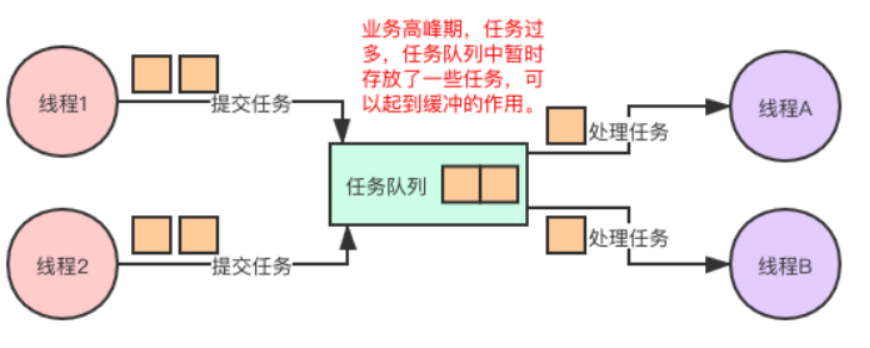 业务高峰期，任务过
多，任务队列中暂时
存放了一些任务，可
以起到缓冲的作用。
线程1
提交任务
处理任务
线程A
任务队列
线程2
提交任务
处理任务
线程B